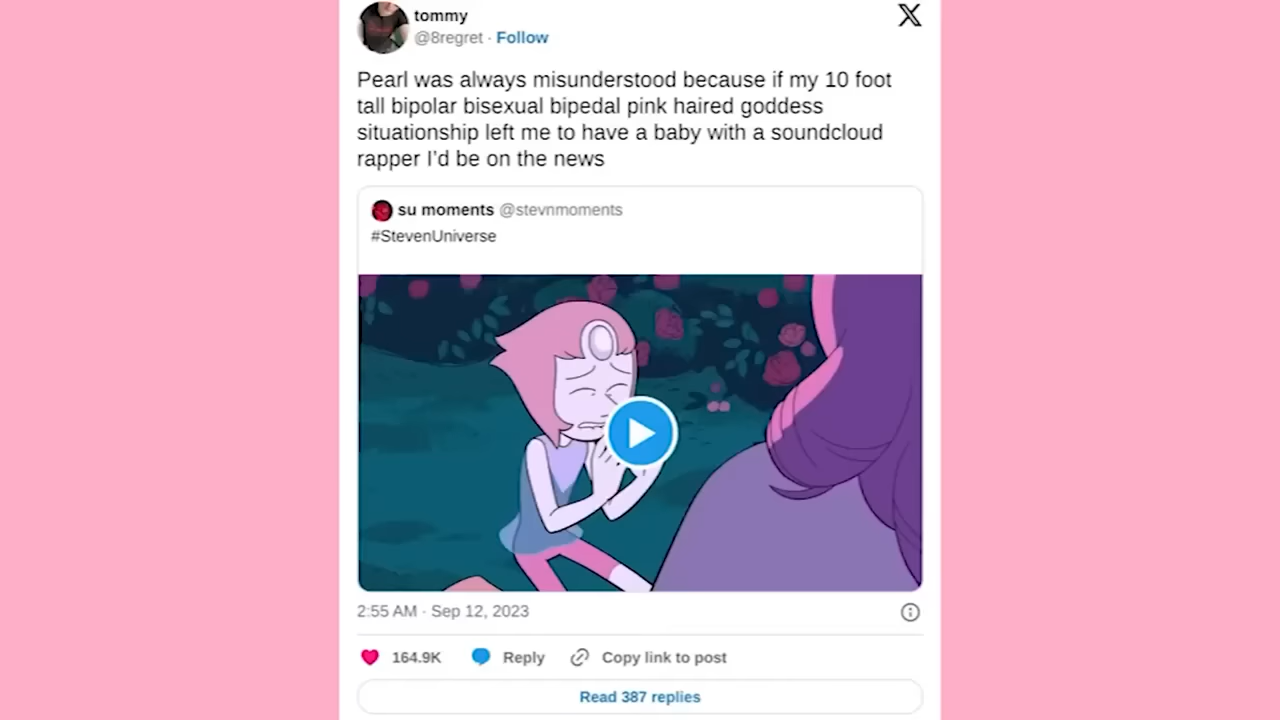 tommy
@8regret · Follow
Pearl was always misunderstood because if my 10 foot
tall bipolar bisexual bipedal pink haired goddess
situationship left me to have a baby with a soundcloud
rapper I'd be on the news
su moments @stevnmoments
#StevenUniverse
2:55 AM · Sep 12, 2023
164.9K Reply Copy link to post
Read 387 replies